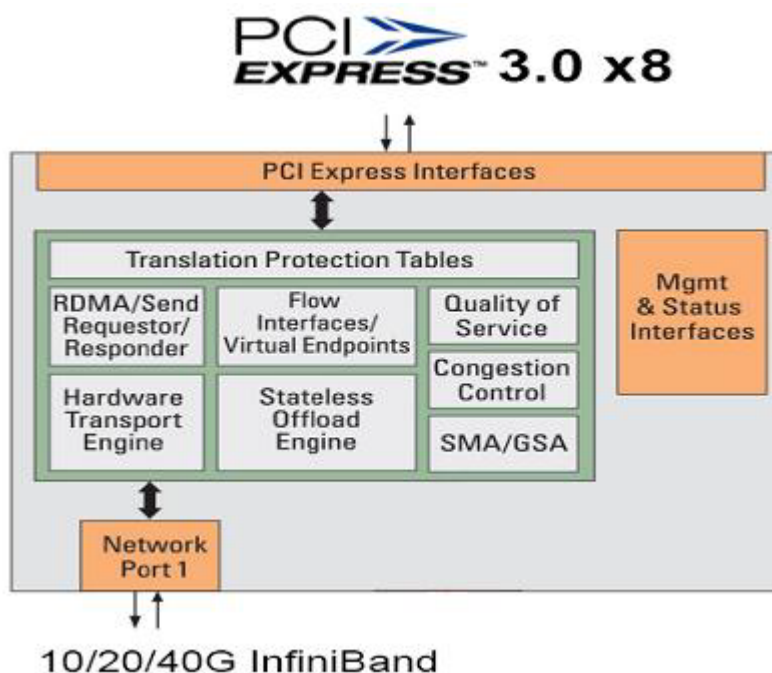 PCI
EXPRESS™ 3.0 x8
PCI Express Interfaces
Translation Protection Tables
RDMA/Send
Requestor/
Responder
Flow
Interfaces/
Virtual Endpoints
Quality of
Service
Mgmt
& Status
Interfaces
Hardware
Transport
Engine
Stateless
Offload
Engine
Congestion
Control
SMA/GSA
Network
Port 1
10/20/40G InfiniBand